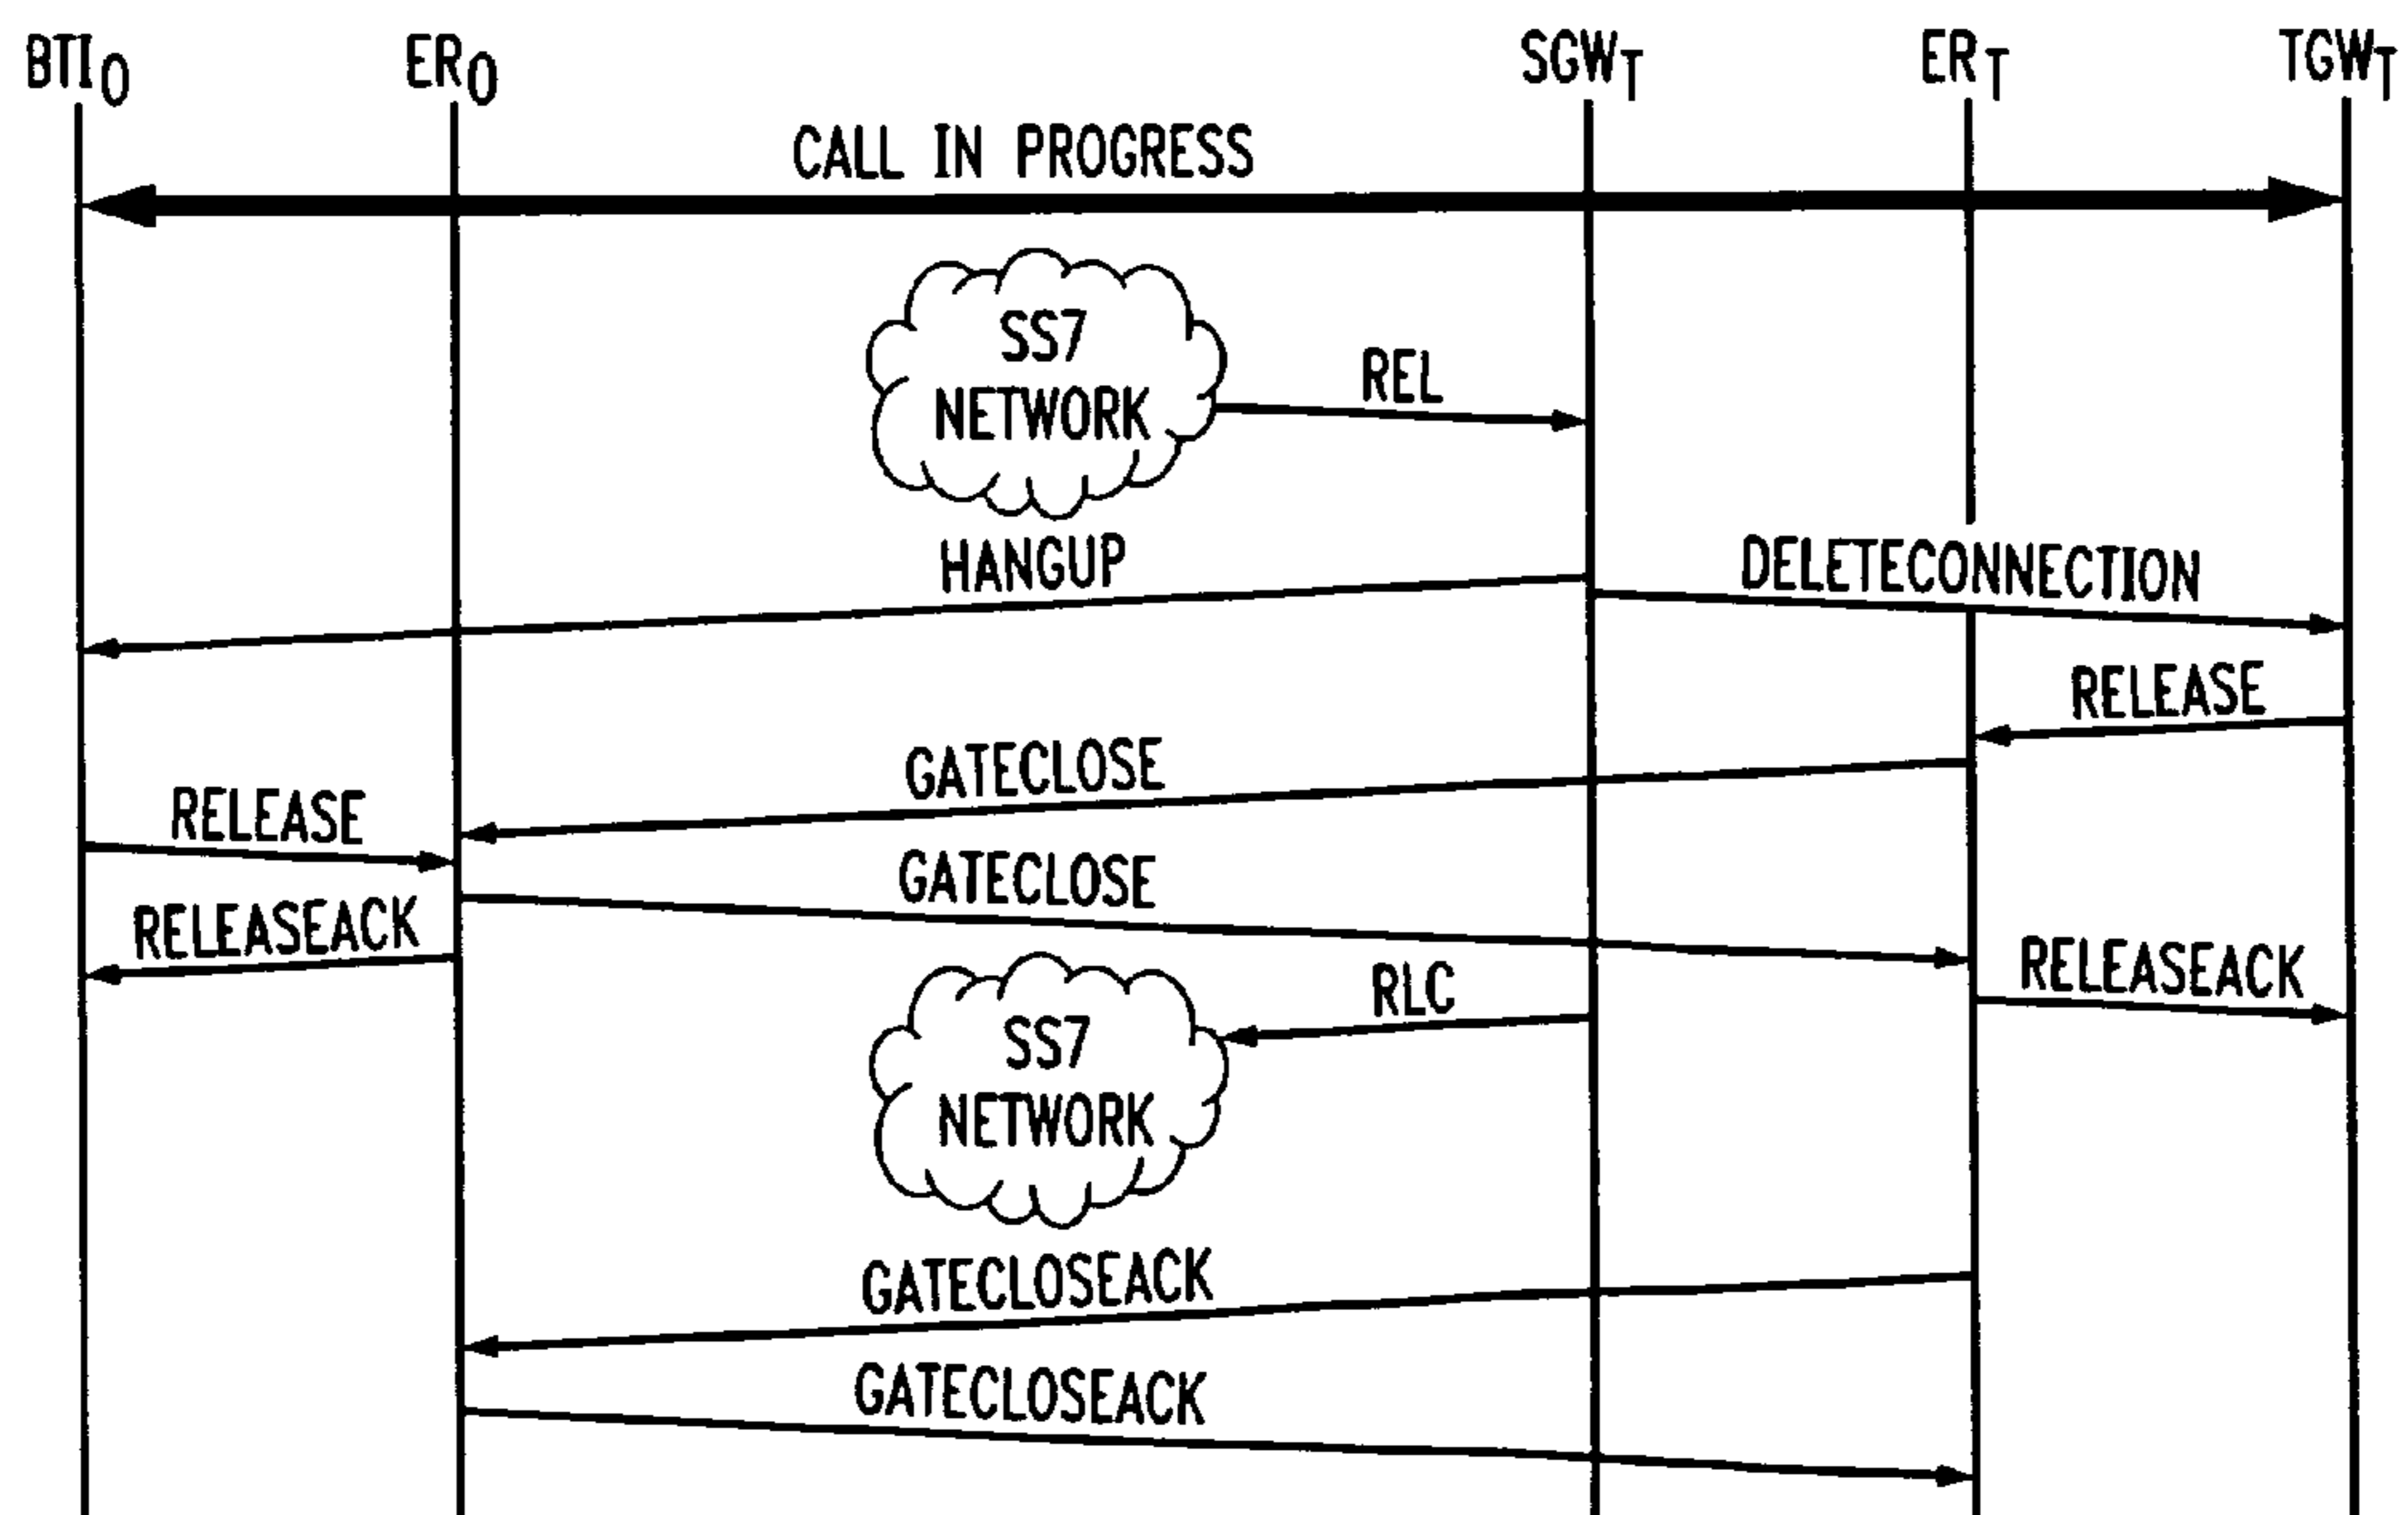 BTIO ERO SGWT ERT TGWT
CALL IN PROGRESS
SS7
NETWORK
REL
HANGUP
DELETECONNECTION
RELEASE
GATECLOSE
RELEASE
GATECLOSE
RELEASEACK
RELEASEACK
RLC
SS7
NETWORK
GATECLOSEACK
GATECLOSEACK